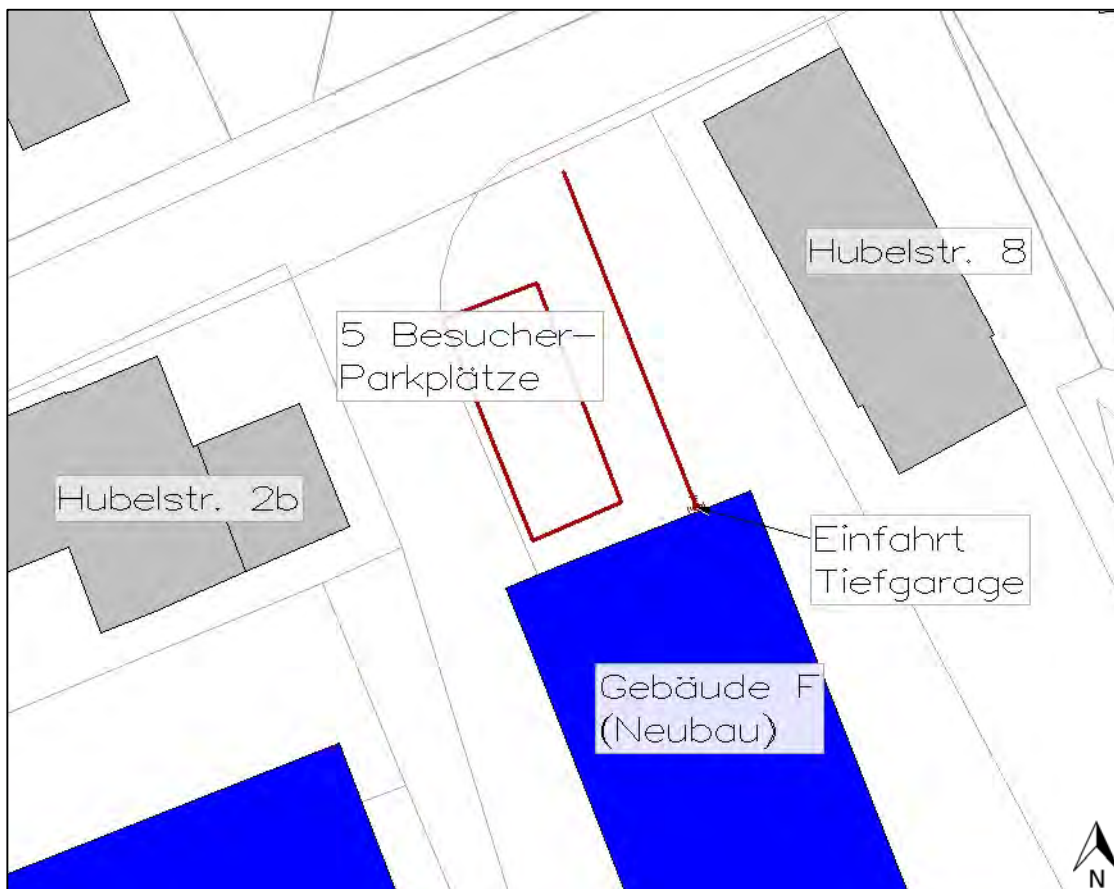 Hubelstr. 8
5 Besucher-
Parkplätze
Hubelstr. 2b
Einfahrt
Tiefgarage
Gebäude F
(Neubau)
N